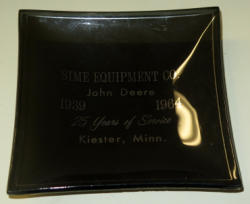 SIME EQUIPMENT CO.
John Deere
1939 1964
25 Years of Service
Kiester, Minn.